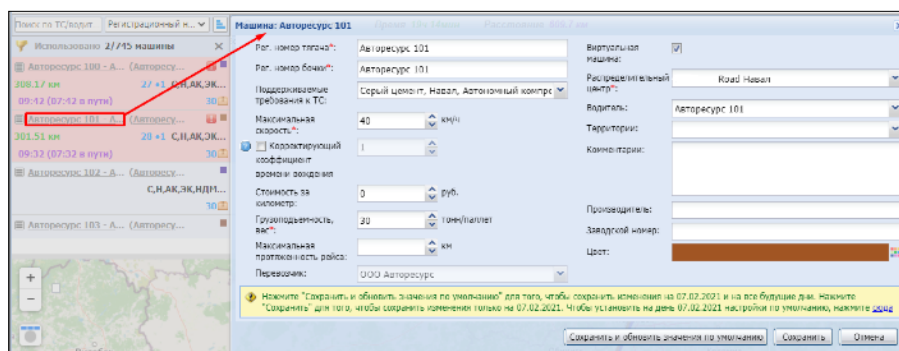 Поиск по ТС/водит
Регистрационный н...
Использовано 2/745 машины
Авторесурс 100 - А... (Авторесу...
300.17 км 27 +1 С,Н,АК,ЭК...
09:42 (07:42 в пути) 30
Авторесурс 101 - А... (Авторесу...
301.51 км 20 +1 С,Н,АК,ЭК...
09:32 (07:32 в пути) 30
Авторесурс 102 - А... (Авторесу...
С,Н,АК,ЭК,НДМ...
30
Авторесурс 103 - А... (Авторесу...
+
−
Машина: Авторесурс 101
Рег. номер тягача*: Авторесурс 101
Рег. номер бочки*: Авторесурс 101
Поддерживаемые требования к ТС: Серый цемент, Навал, Автономный компрс
Максимальная скорость*: 40 км/ч
Корректирующий коэффициент времени вождения 1
Стоимость за километр: 0 руб.
Грузоподъемность, вес*: 30 тонн/паллет
Максимальная протяженность рейса: км
Перевозчик: ООО Авторесурс
Виртуальная машина:
Распределительный центр*: Road Навал
Водитель: Авторесурс 101
Территории:
Комментарии:
Производитель:
Заводской номер:
Цвет:
Нажмите "Сохранить и обновить значения по умолчанию" для того, чтобы сохранить изменения на 07.02.2021 и на все будущие дни. Нажмите
"Сохранить" для того, чтобы сохранить изменения только на 07.02.2021. Чтобы установить на день 07.02.2021 настройки по умолчанию, нажмите сюда
Сохранить и обновить значения по умолчанию
Сохранить
Отмена